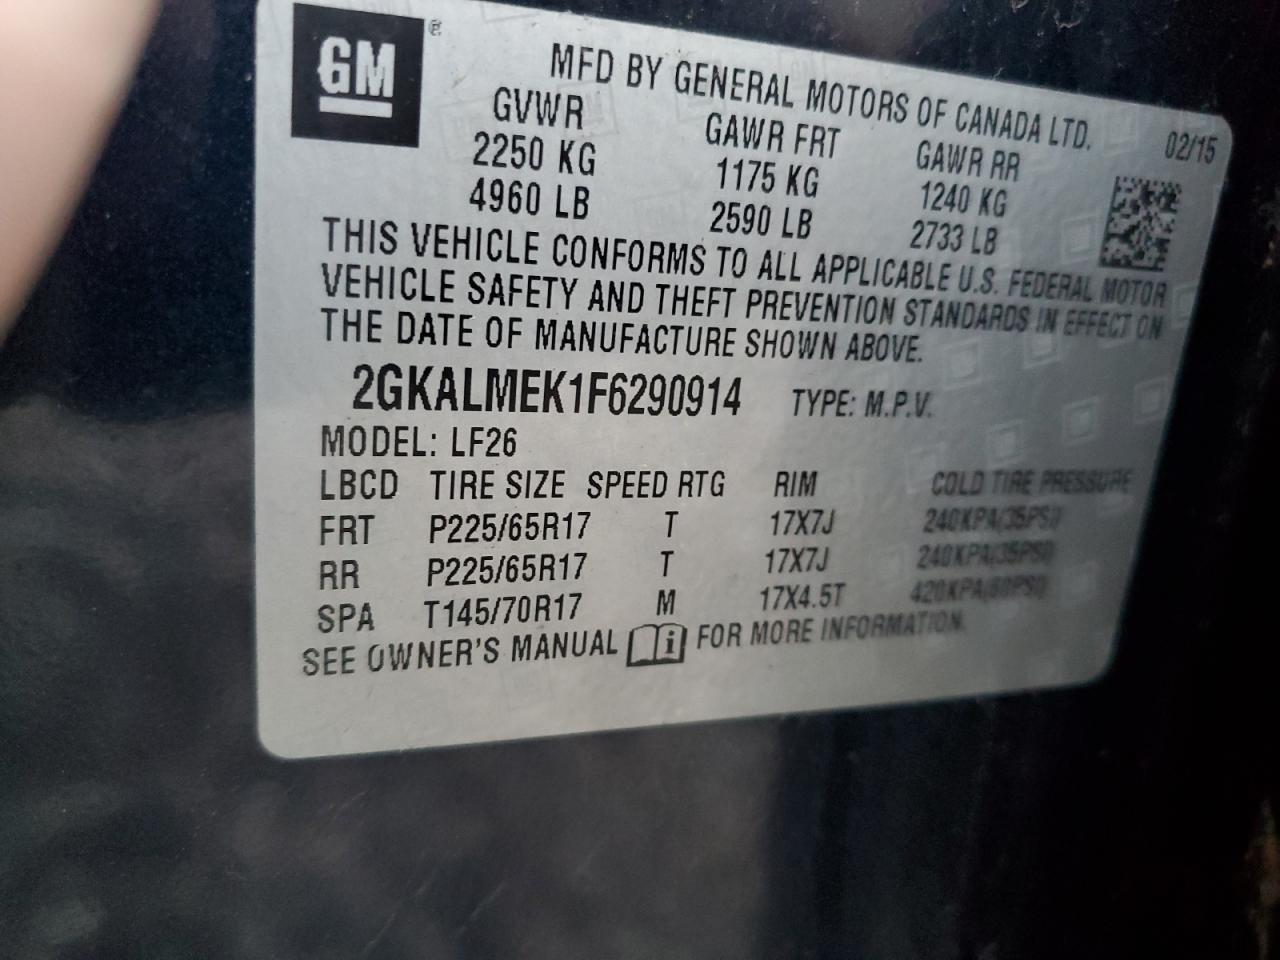 GM ®
MFD BY GENERAL MOTORS OF CANADA LTD. 02/15
GVWR GAWR FRT GAWR RR
2250 KG 1175 KG 1240 KG
4960 LB 2590 LB 2733 LB
THIS VEHICLE CONFORMS TO ALL APPLICABLE U.S. FEDERAL MOTOR
VEHICLE SAFETY AND THEFT PREVENTION STANDARDS IN EFFECT ON
THE DATE OF MANUFACTURE SHOWN ABOVE.
2GKALMEK1F6290914 TYPE: M.P.V.
MODEL: LF26
LBCD TIRE SIZE SPEED RTG RIM COLD TIRE PRESSURE
FRT P225/65R17 T 17X7J 240KPA(35PSI)
RR P225/65R17 T 17X7J 240KPA(35PSI)
SPA T145/70R17 M 17X4.5T 420KPA(60PSI)
SEE OWNER'S MANUAL i FOR MORE INFORMATION.